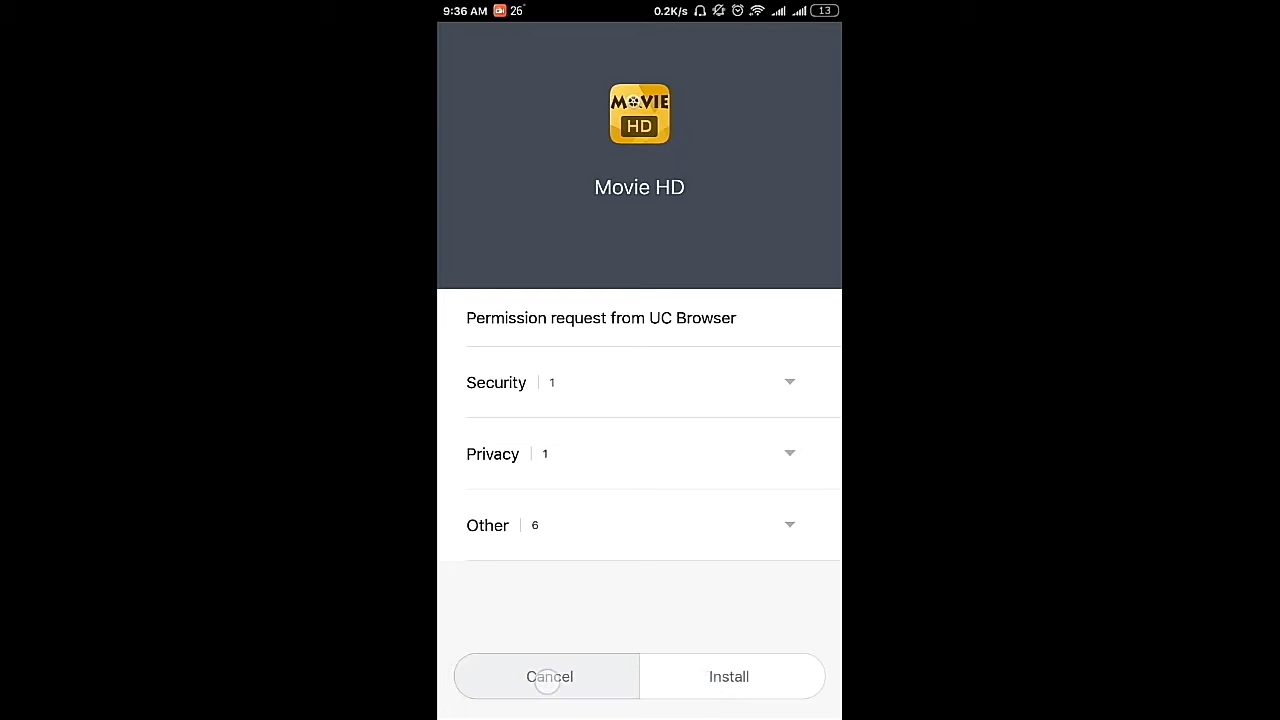 9:36 AM 26° 0.2K/s 13
MOVIE
HD
Movie HD
Permission request from UC Browser
Security 1
Privacy 1
Other 6
Cancel Install